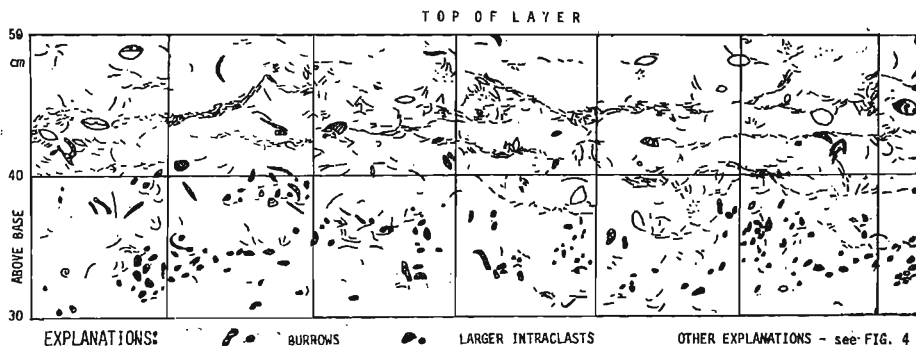 TOP OF LAYER
50
cm
40
ABOVE BASE
30
EXPLANATIONS: BURROWS LARGER INTRACLASTS OTHER EXPLANATIONS - see FIG. 4